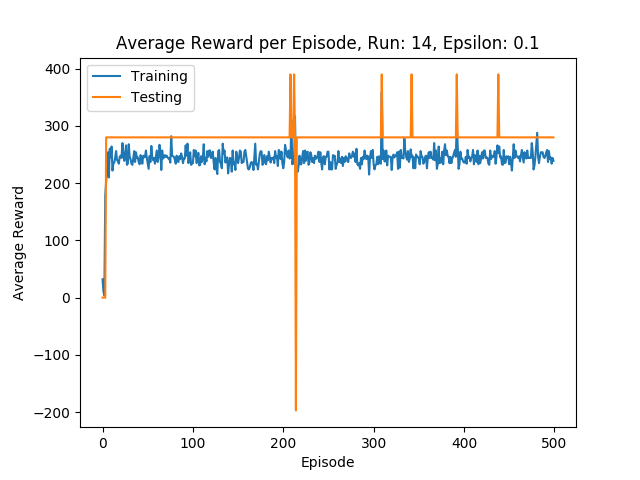 Average Reward per Episode, Run: 14, Epsilon: 0.1
Training
Testing
400
300
200
100
0
−100
−200
Average Reward
0
100
200
300
400
500
Episode